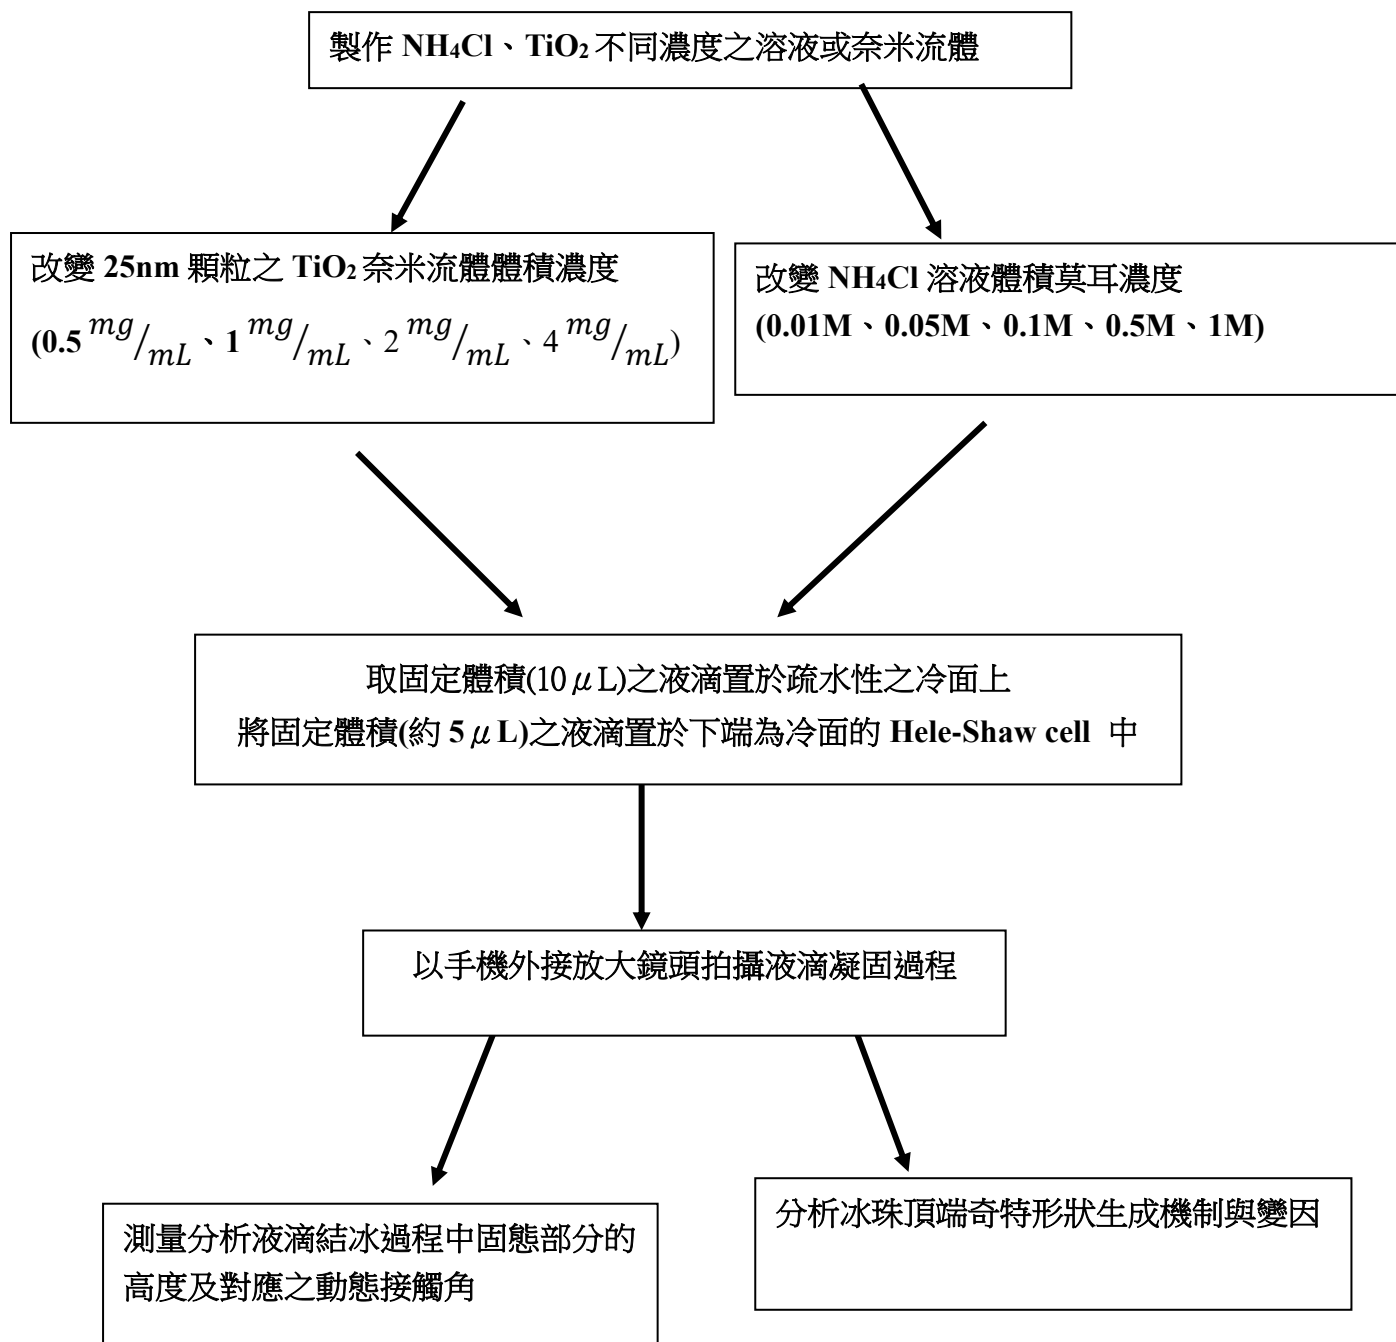 製作 NH₄Cl、TiO₂ 不同濃度之溶液或奈米流體
改變 25nm 顆粒之 TiO₂ 奈米流體體積濃度
(0.5 mg/mL、1 mg/mL、2 mg/mL、4 mg/mL)
改變 NH₄Cl 溶液體積莫耳濃度
(0.01M、0.05M、0.1M、0.5M、1M)
取固定體積(10μL)之液滴置於疏水性之冷面上
將固定體積(約 5μL)之液滴置於下端為冷面的 Hele-Shaw cell 中
以手機外接放大鏡頭拍攝液滴凝固過程
測量分析液滴結冰過程中固態部分的
高度及對應之動態接觸角
分析冰珠頂端奇特形狀生成機制與變因